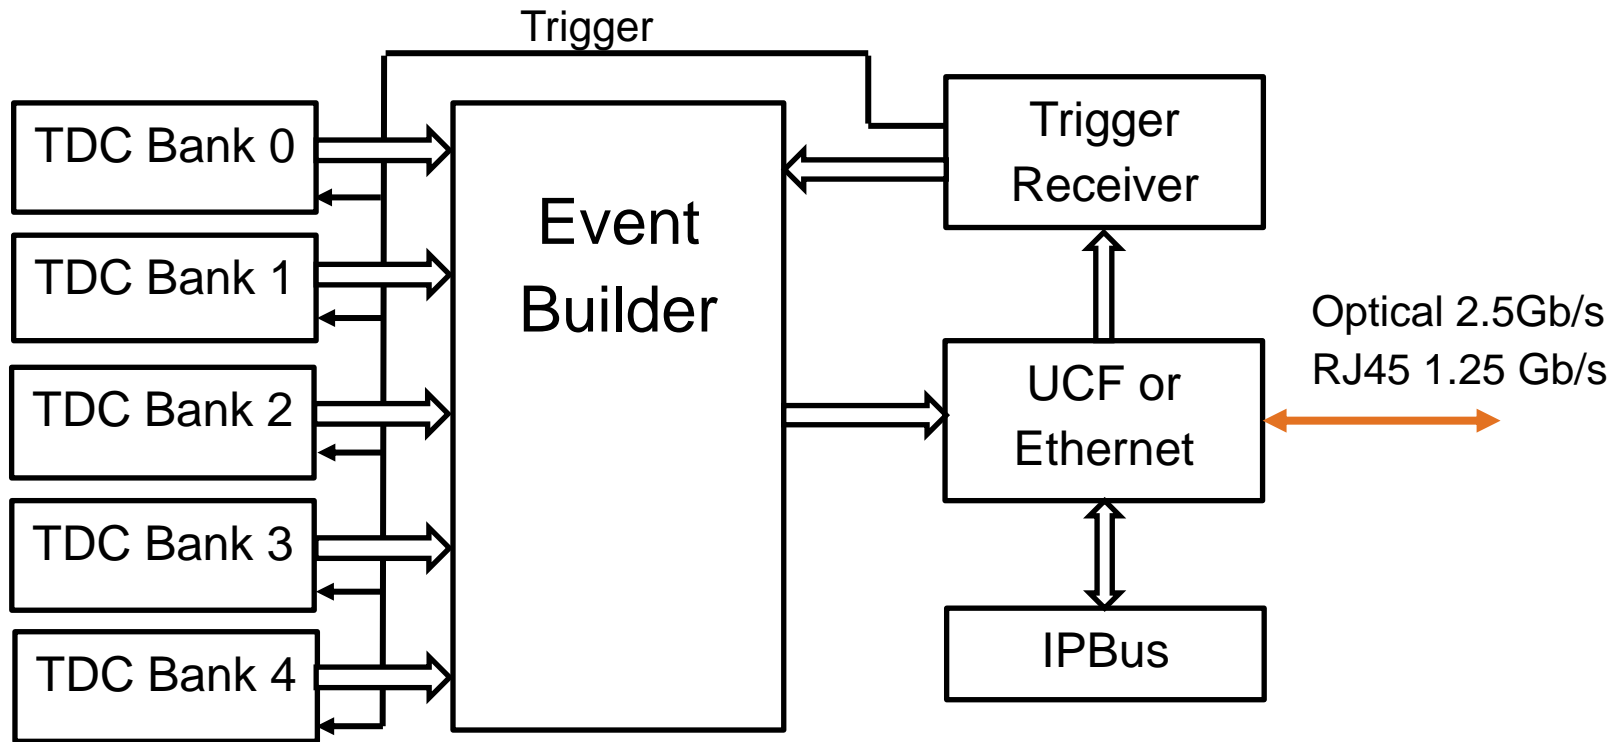 Trigger
TDC Bank 0
TDC Bank 1
TDC Bank 2
TDC Bank 3
TDC Bank 4
Event
Builder
Trigger
Receiver
UCF or
Ethernet
IPBus
Optical 2.5Gb/s
RJ45 1.25 Gb/s